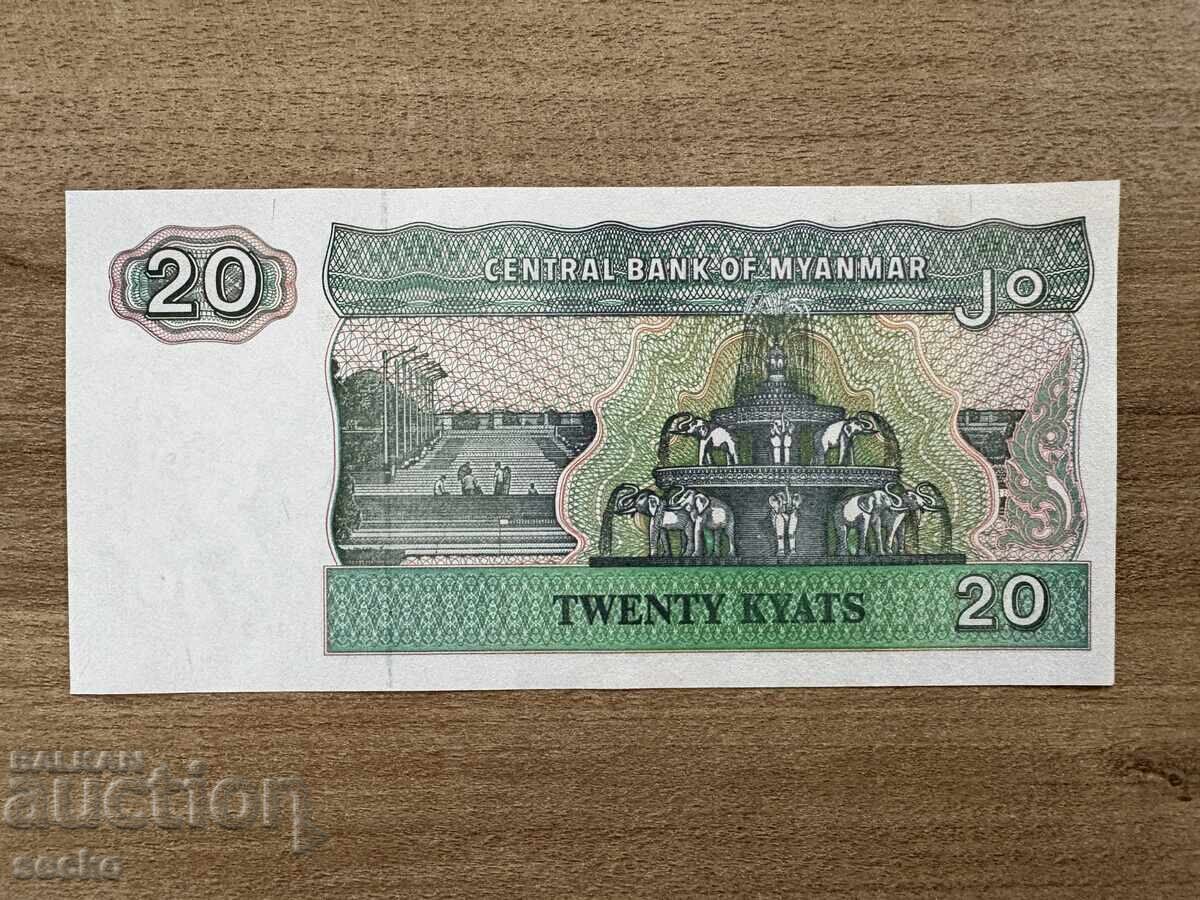 20
CENTRAL BANK OF MYANMAR
၂၀
TWENTY KYATS
20
BALKAN
auction
secko